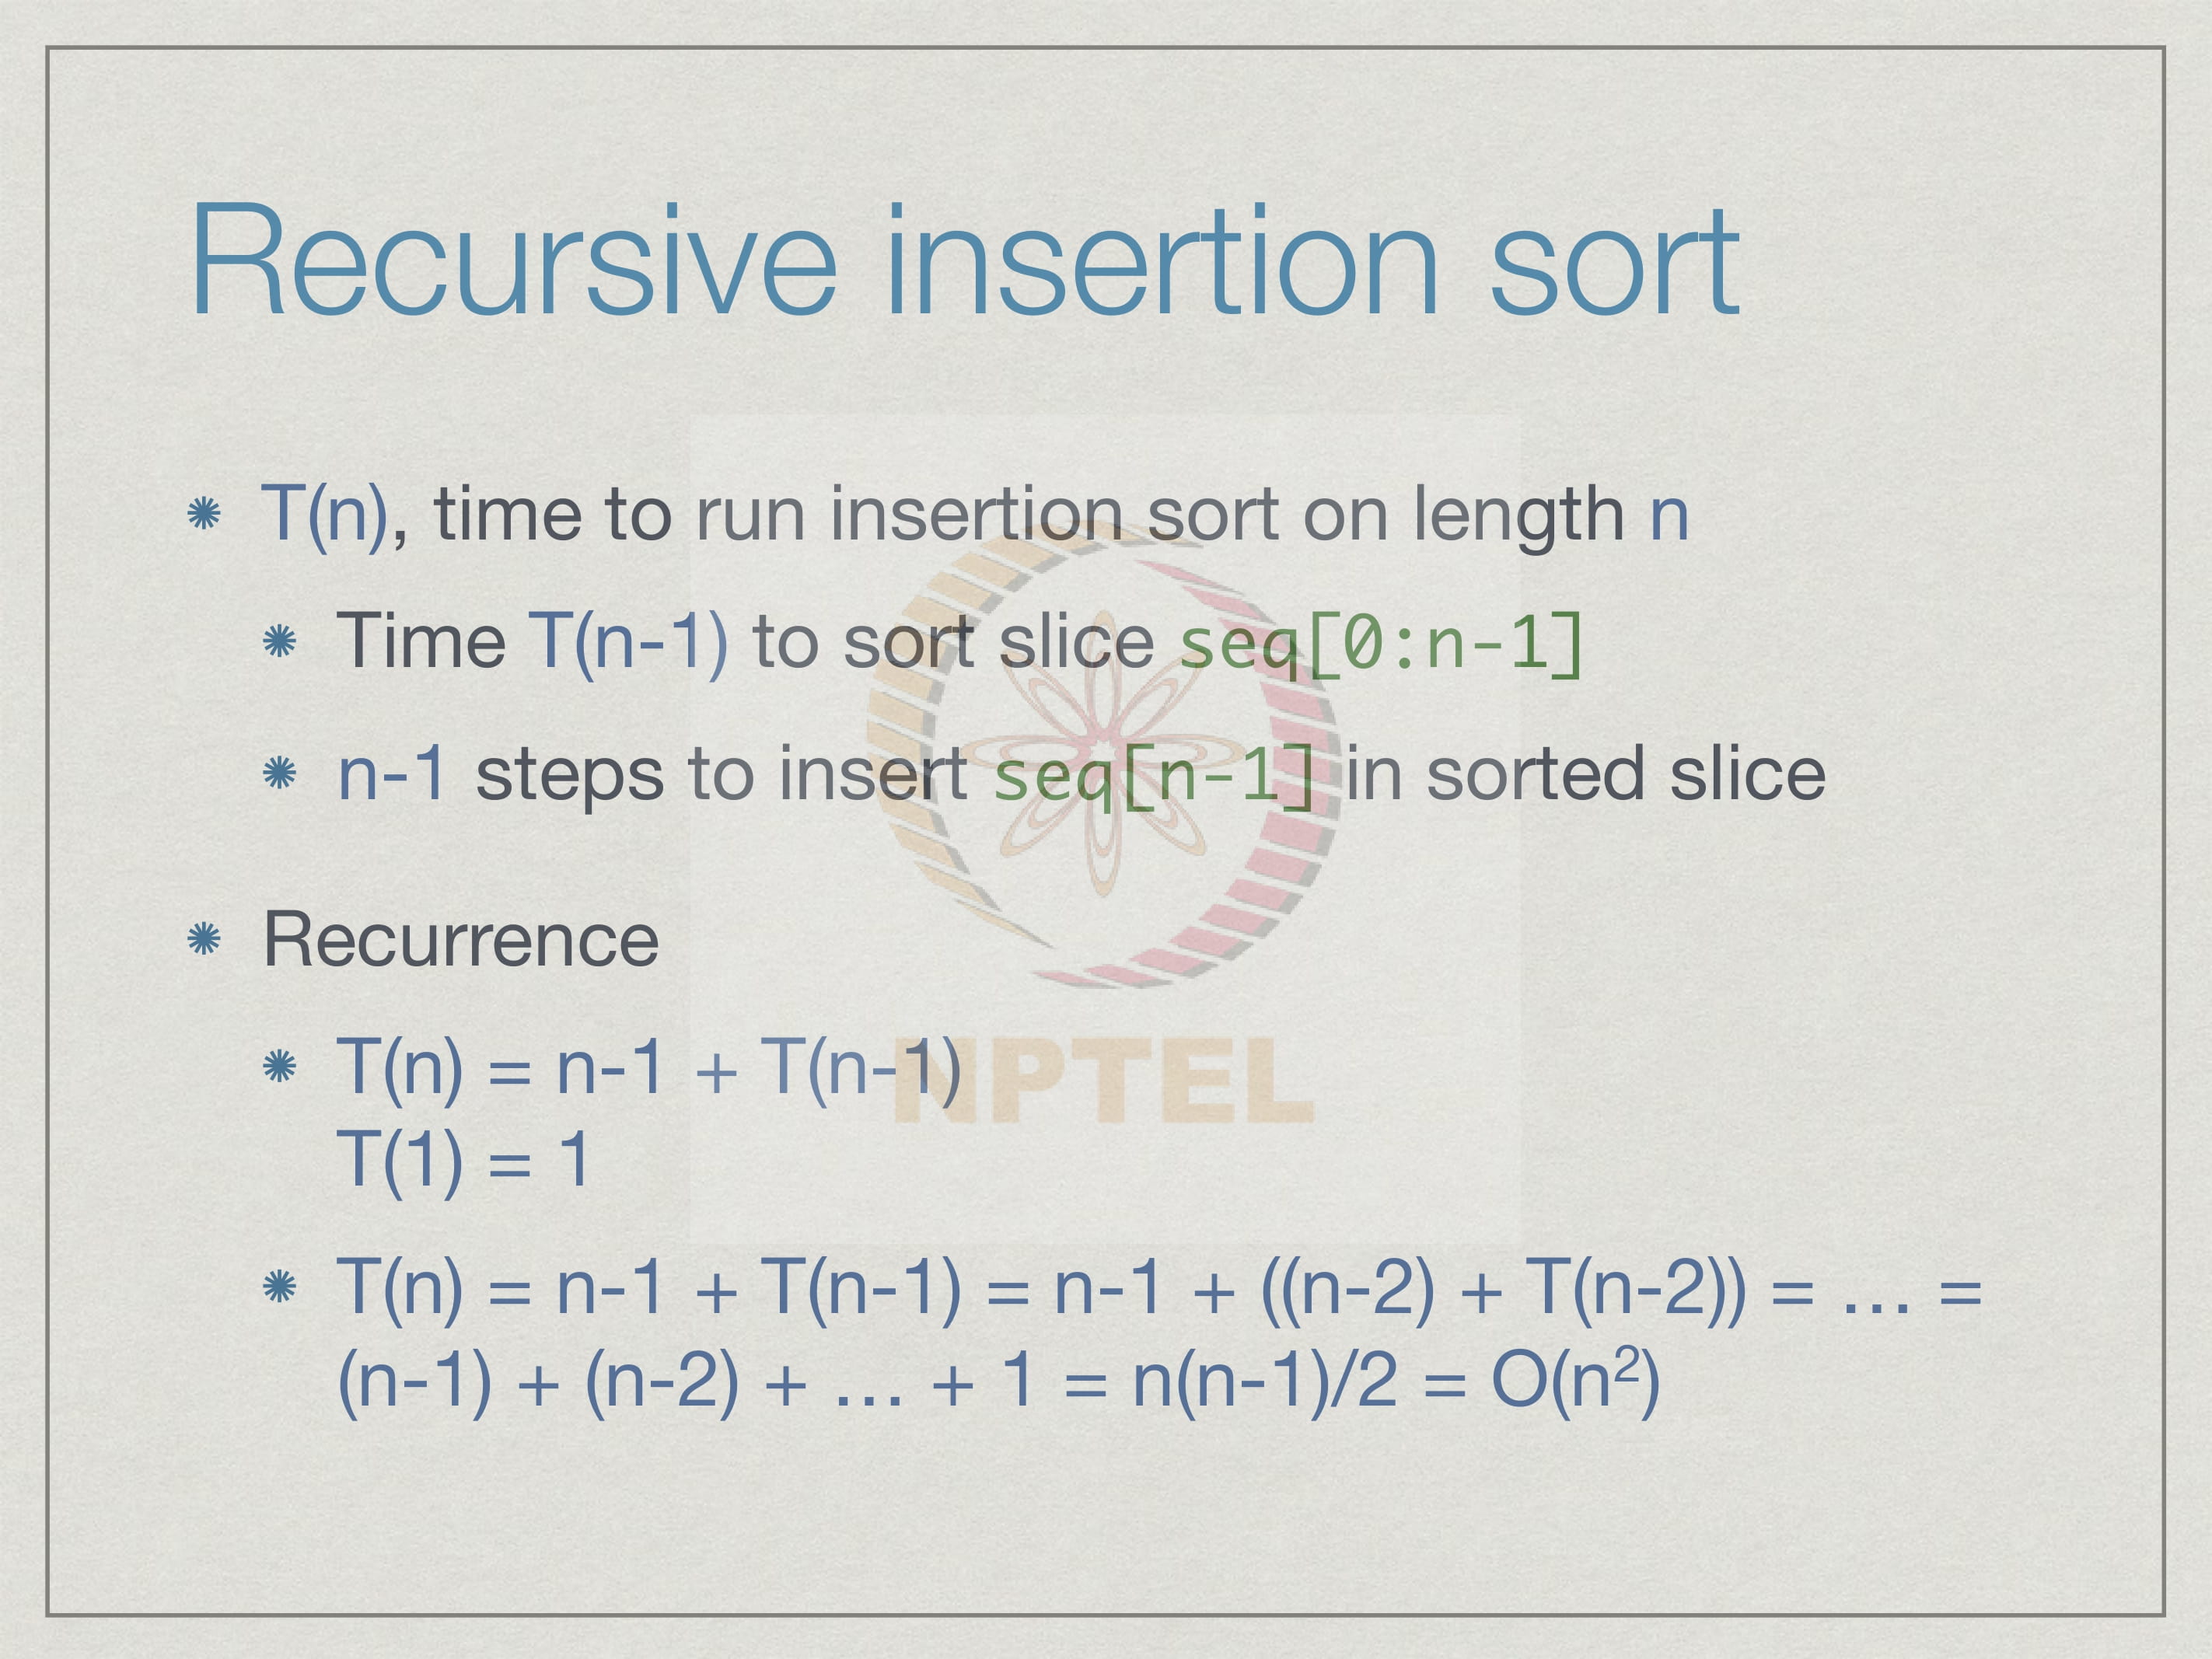 Recursive insertion sort
T(n), time to run insertion sort on length n
Time T(n-1) to sort slice seq[0:n-1]
n-1 steps to insert seq[n-1] in sorted slice
Recurrence
T(n) = n-1 + T(n-1)
T(1) = 1
T(n) = n-1 + T(n-1) = n-1 + ((n-2) + T(n-2)) = … =
(n-1) + (n-2) + … + 1 = n(n-1)/2 = O(n²)
NPTEL